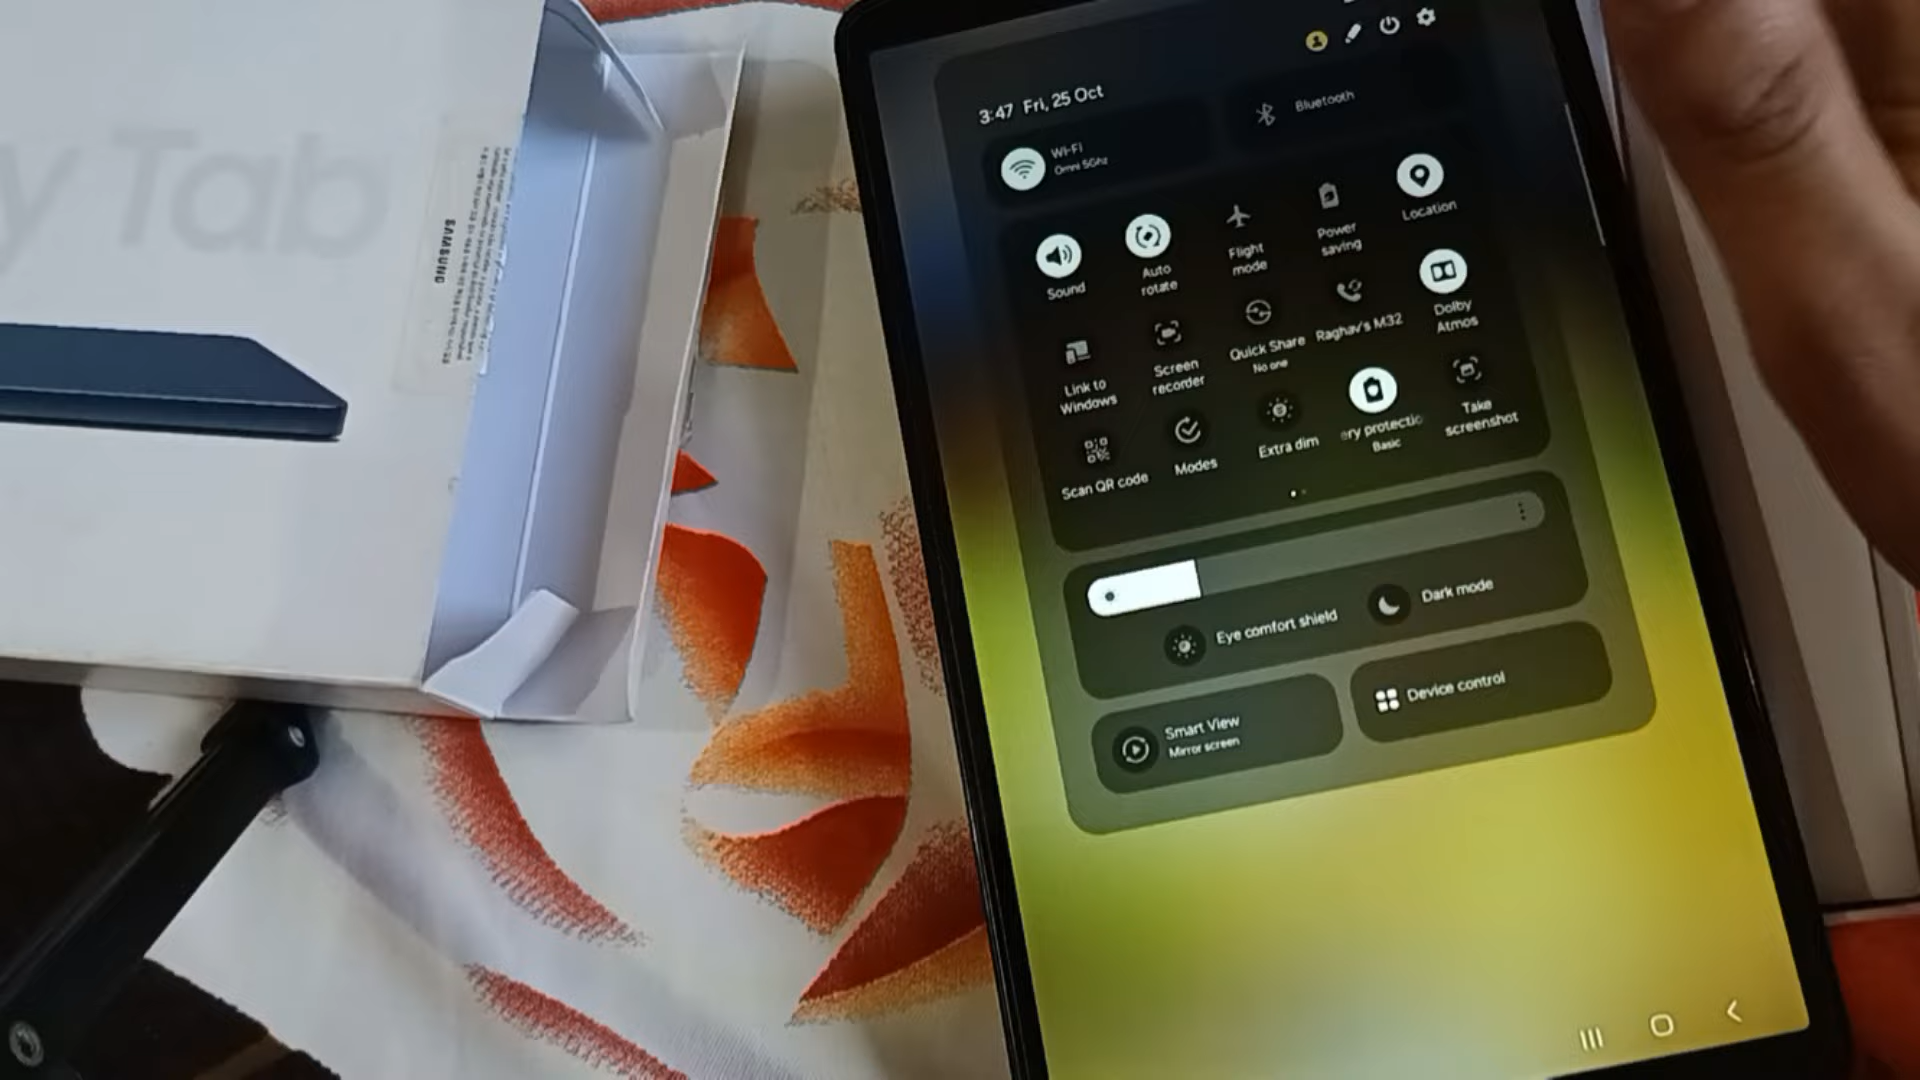 y Tab
SAMSUNG
3:47 Fri, 25 Oct
Wi-Fi
Omni 5Ghz
Bluetooth
Sound
Auto
rotate
Flight
mode
Power
saving
Location
Link to
Windows
Screen
recorder
Quick Share
No one
Raghav's M32
Dolby
Atmos
Scan QR code
Modes
Extra dim
ery protectio
Basic
Take
screenshot
Eye comfort shield
Dark mode
Smart View
Mirror screen
Device control